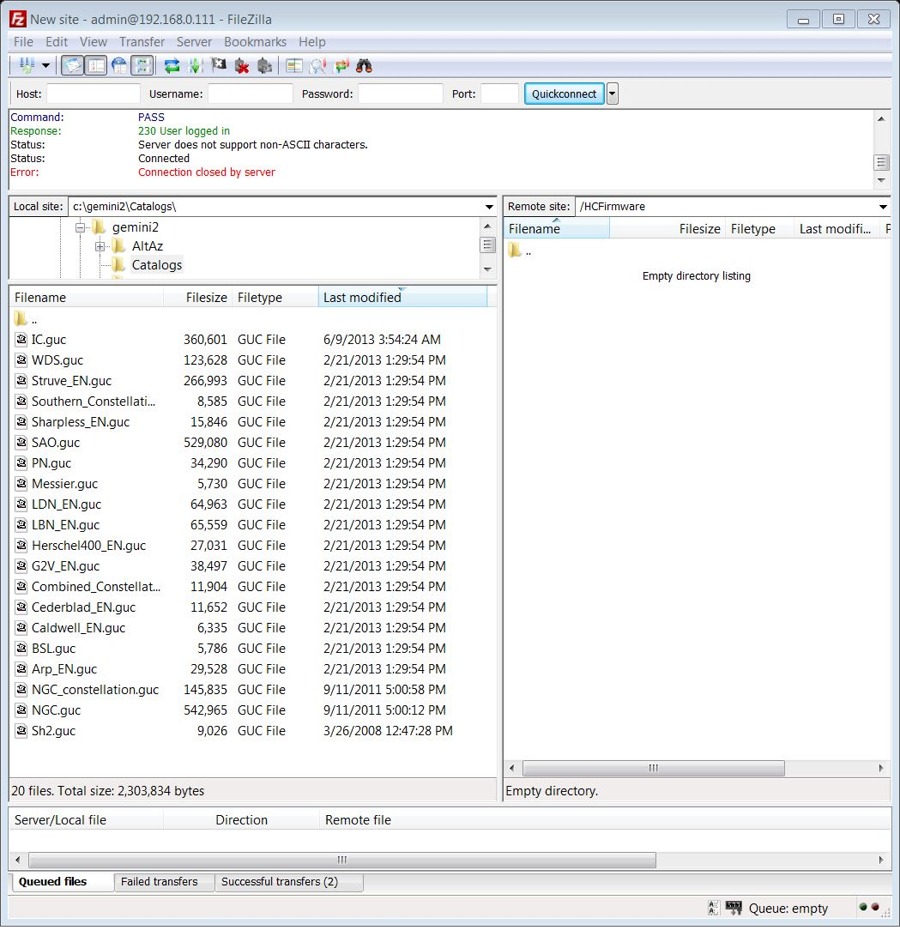 New site - admin@192.168.0.111 - FileZilla
File Edit View Transfer Server Bookmarks Help
Host: Username: Password: Port: Quickconnect
Command: PASS
Response: 230 User logged in
Status: Server does not support non-ASCII characters.
Status: Connected
Error: Connection closed by server
Local site: c:\gemini2\Catalogs\
gemini2
AltAz
Catalogs
Remote site: /HCFirmware
Filename Filesize Filetype Last modifi... P
..
Empty directory listing
Filename Filesize Filetype Last modified
..
IC.guc 360,601 GUC File 6/9/2013 3:54:24 AM
WDS.guc 123,628 GUC File 2/21/2013 1:29:54 PM
Struve_EN.guc 266,993 GUC File 2/21/2013 1:29:54 PM
Southern_Constellati... 8,585 GUC File 2/21/2013 1:29:54 PM
Sharpless_EN.guc 15,846 GUC File 2/21/2013 1:29:54 PM
SAO.guc 529,080 GUC File 2/21/2013 1:29:54 PM
PN.guc 34,290 GUC File 2/21/2013 1:29:54 PM
Messier.guc 5,730 GUC File 2/21/2013 1:29:54 PM
LDN_EN.guc 64,963 GUC File 2/21/2013 1:29:54 PM
LBN_EN.guc 65,559 GUC File 2/21/2013 1:29:54 PM
Herschel400_EN.guc 27,031 GUC File 2/21/2013 1:29:54 PM
G2V_EN.guc 38,497 GUC File 2/21/2013 1:29:54 PM
Combined_Constellat... 11,904 GUC File 2/21/2013 1:29:54 PM
Cederblad_EN.guc 11,652 GUC File 2/21/2013 1:29:54 PM
Caldwell_EN.guc 6,335 GUC File 2/21/2013 1:29:54 PM
BSL.guc 5,786 GUC File 2/21/2013 1:29:54 PM
Arp_EN.guc 29,528 GUC File 2/21/2013 1:29:54 PM
NGC_constellation.guc 145,835 GUC File 9/11/2011 5:00:58 PM
NGC.guc 542,965 GUC File 9/11/2011 5:00:12 PM
Sh2.guc 9,026 GUC File 3/26/2008 12:47:28 PM
20 files. Total size: 2,303,834 bytes
Empty directory.
Server/Local file Direction Remote file
Queued files Failed transfers Successful transfers (2)
Queue: empty